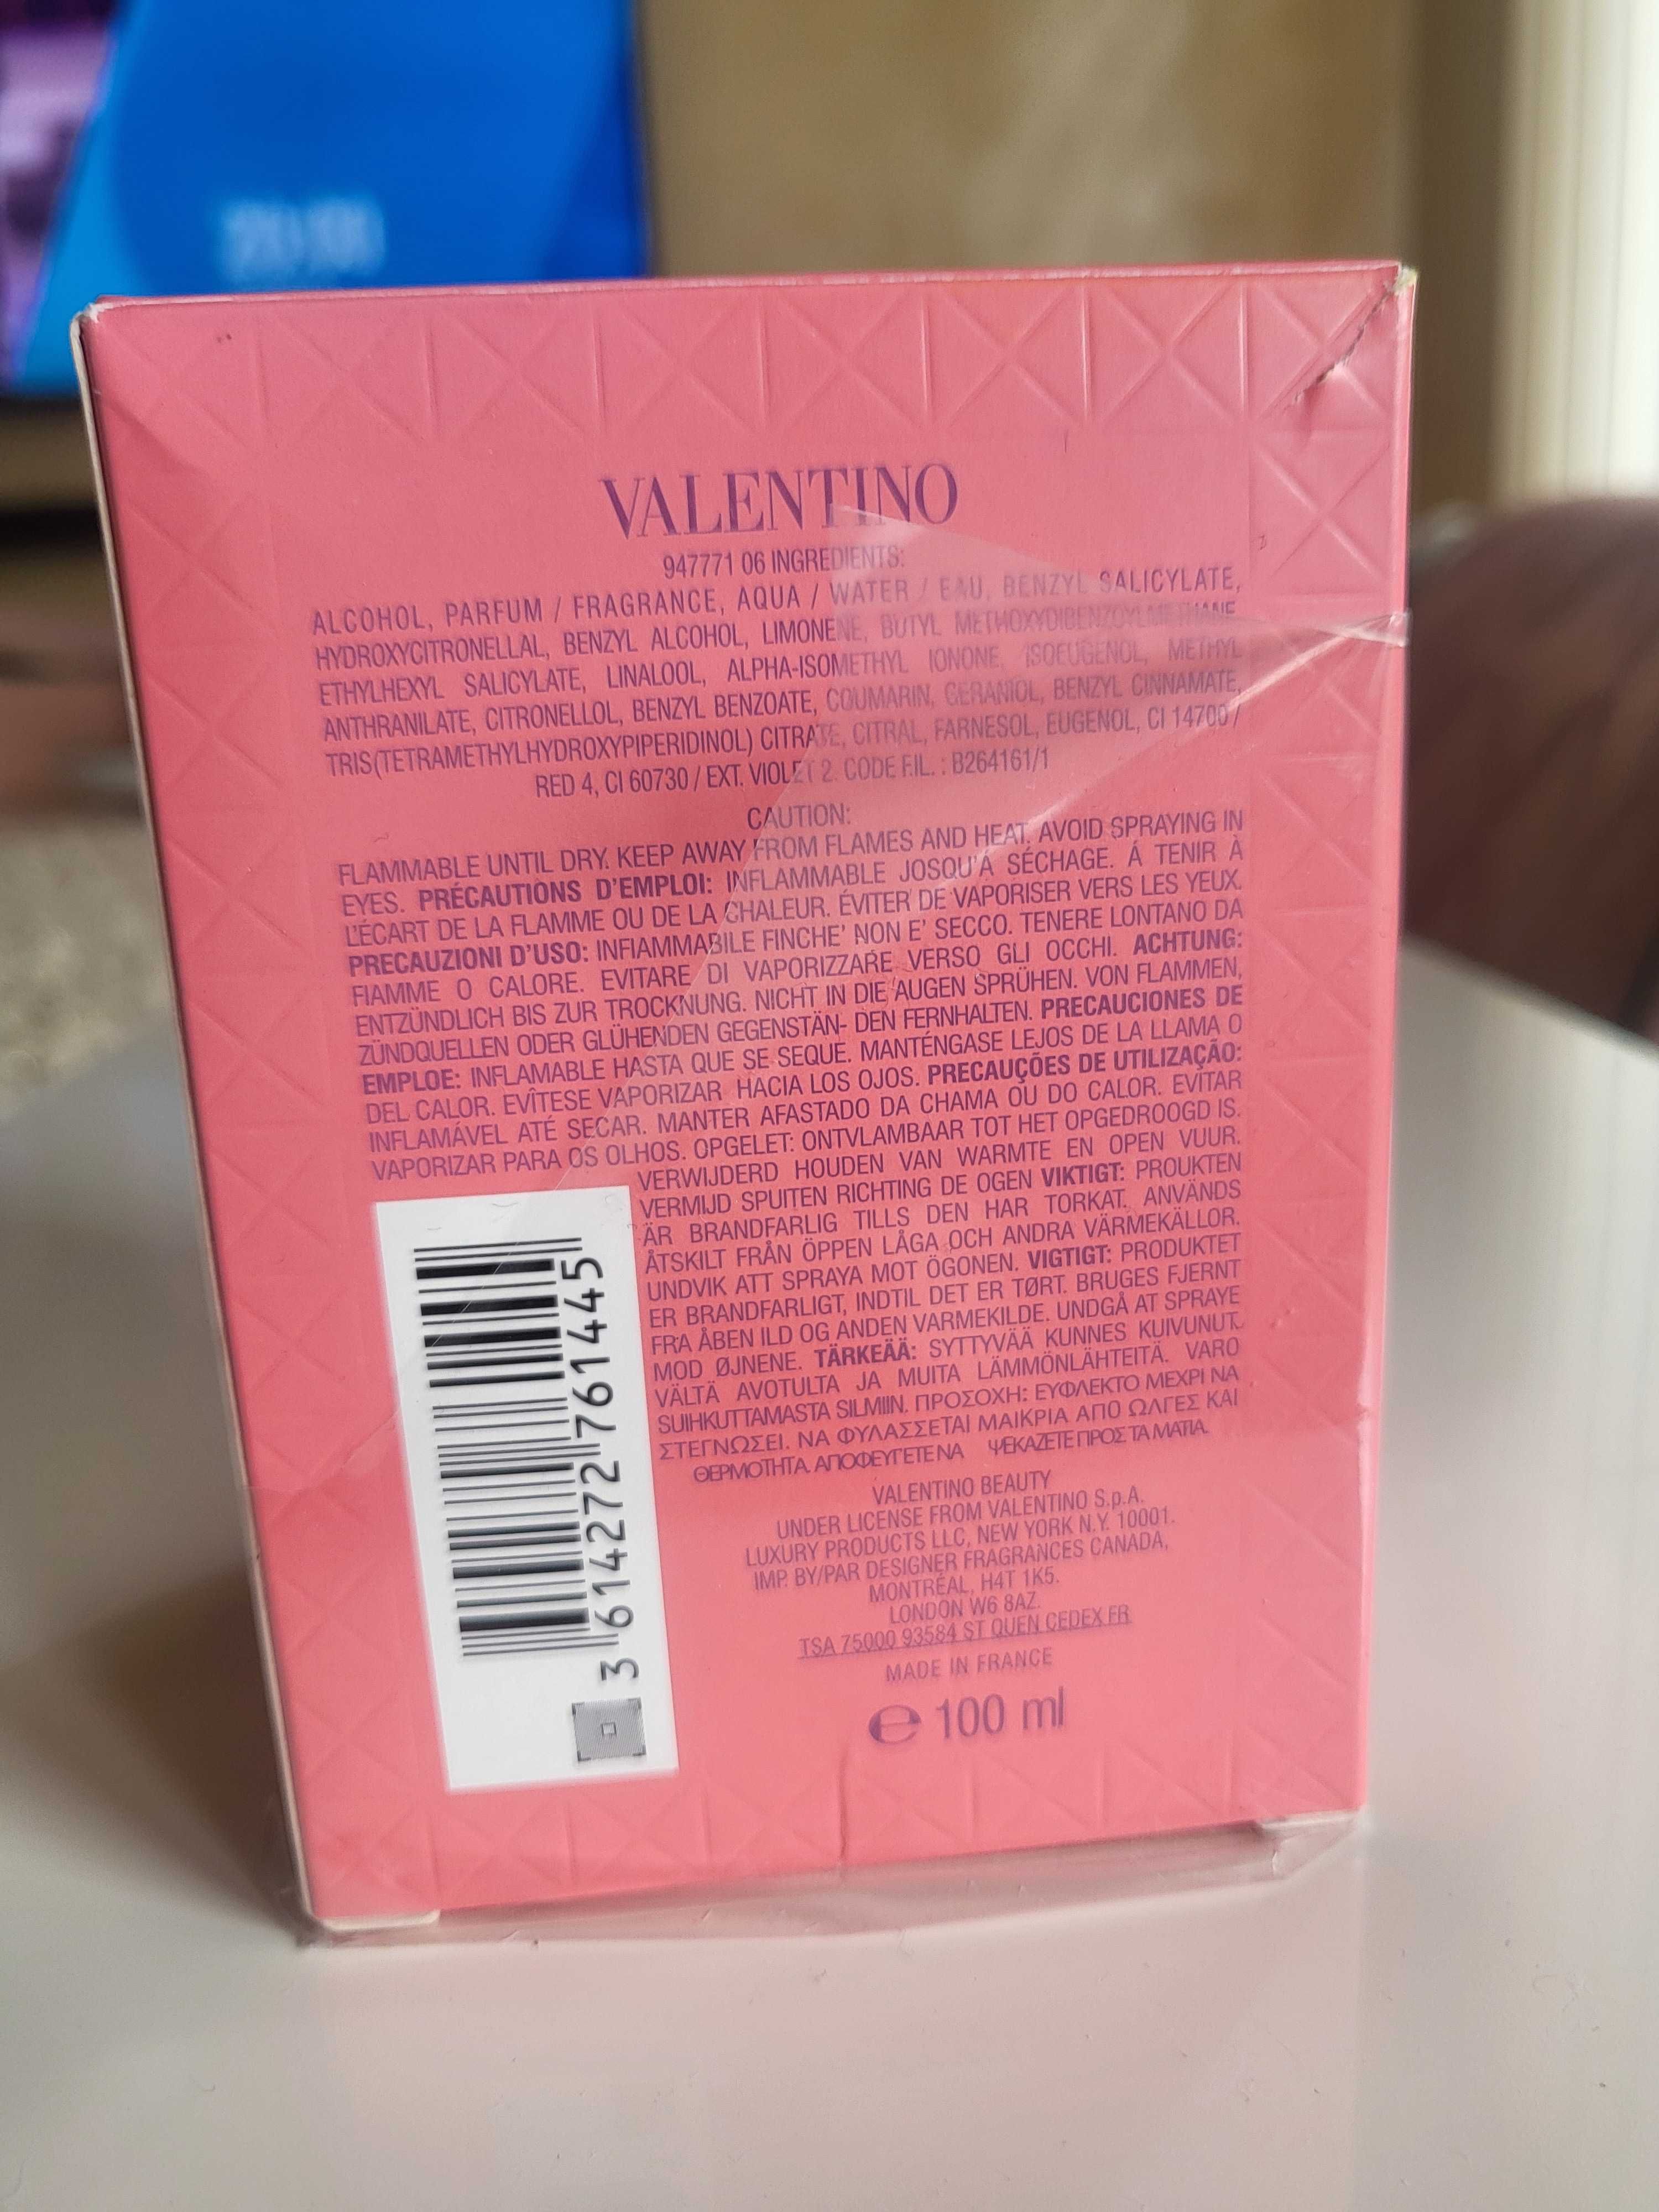 VALENTINO
947771 06 INGREDIENTS:
ALCOHOL, PARFUM / FRAGRANCE, AQUA / WATER / EAU, BENZYL SALICYLATE,
HYDROXYCITRONELLAL, BENZYL ALCOHOL, LIMONENE, BUTYL METHOXYDIBENZOYLMETHANE
ETHYLHEXYL SALICYLATE, LINALOOL, ALPHA-ISOMETHYL IONONE, ISOEUGENOL, METHYL
ANTHRANILATE, CITRONELLOL, BENZYL BENZOATE, COUMARIN, GERANIOL, BENZYL CINNAMATE,
TRIS(TETRAMETHYLHYDROXYPIPERIDINOL) CITRATE, CITRAL, FARNESOL, EUGENOL, CI 14700 /
RED 4, CI 60730 / EXT. VIOLET 2. CODE F.I.L. : B264161/1
CAUTION:
FLAMMABLE UNTIL DRY. KEEP AWAY FROM FLAMES AND HEAT. AVOID SPRAYING IN
EYES. PRÉCAUTIONS D'EMPLOI: INFLAMMABLE JOSQU'À SÉCHAGE. Á TENIR À
L'ÉCART DE LA FLAMME OU DE LA CHALEUR. ÉVITER DE VAPORISER VERS LES YEUX.
PRECAUZIONI D'USO: INFIAMMABILE FINCHE' NON E' SECCO. TENERE LONTANO DA
FIAMME O CALORE. EVITARE DI VAPORIZZARE VERSO GLI OCCHI. ACHTUNG:
ENTZÜNDLICH BIS ZUR TROCKNUNG. NICHT IN DIE AUGEN SPRÜHEN. VON FLAMMEN,
ZÜNDQUELLEN ODER GLÜHENDEN GEGENSTÄN- DEN FERNHALTEN. PRECAUCIONES DE
EMPLOE: INFLAMABLE HASTA QUE SE SEQUE. MANTÉNGASE LEJOS DE LA LLAMA O
DEL CALOR. EVÎTESE VAPORIZAR HACIA LOS OJOS. PRECAUÇÕES DE UTILIZAÇÃO:
INFLAMÁVEL ATÉ SECAR. MANTER AFASTADO DA CHAMA OU DO CALOR. EVITAR
VAPORIZAR PARA OS OLHOS. OPGELET: ONTVLAMBAAR TOT HET OPGEDROOGD IS.
VERWIJDERD HOUDEN VAN WARMTE EN OPEN VUUR.
VERMIJD SPUITEN RICHTING DE OGEN VIKTIGT: PROUKTEN
ÄR BRANDFARLIG TILLS DEN HAR TORKAT. ANVÄNDS
ÅTSKILT FRÅN ÖPPEN LÅGA OCH ANDRA VÄRMEKÄLLOR.
UNDVIK ATT SPRAYA MOT ÖGONEN. VIGTIGT: PRODUKTET
ER BRANDFARLIGT, INDTIL DET ER TØRT. BRUGES FJERNT
FRA ÅBEN ILD OG ANDEN VARMEKILDE. UNDGÅ AT SPRAYE
MOD ØJNENE. TÄRKEÄÄ: SYTTYVÄÄ KUNNES KUIVUNUT.
VÄLTÄ AVOTULTA JA MUITA LÄMMÖNLÄHTEITÄ. VARO
SUIHKUTTAMASTA SILMIIN. ΠΡΟΣΟΧΗ: ΕΥΦΛΕΚΤΟ ΜΕΧΡΙ ΝΑ
ΣΤΕΓΝΩΣΕΙ. ΝΑ ΦΥΛΑΣΣΕΤΑΙ ΜΑΙΚΡΙΑ ΑΠΟ ΩΛΓΕΣ ΚΑΙ
ΘΕΡΜΟΤΗΤΑ. ΑΠΟΦΕΥΓΕΤΕ ΝΑ ΨΕΚΑΖΕΤΕ ΠΡΟΣ ΤΑ ΜΑΤΙΑ.
3 614272 761445
VALENTINO BEAUTY
UNDER LICENSE FROM VALENTINO S.p.A.
LUXURY PRODUCTS LLC, NEW YORK N.Y. 10001.
IMP. BY/PAR DESIGNER FRAGRANCES CANADA,
MONTRÉAL, H4T 1K5.
LONDON W6 8AZ.
TSA 75000 93584 ST QUEN CEDEX FR
MADE IN FRANCE
℮ 100 ml